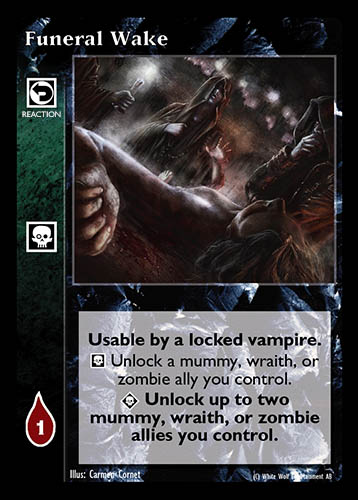 Funeral Wake
REACTION
Usable by a locked vampire.
Unlock a mummy, wraith, or
zombie ally you control.
Unlock up to two
mummy, wraith, or zombie
allies you control.
1
Illus: Carmen Cornet
(C) White Wolf Entertainment AB